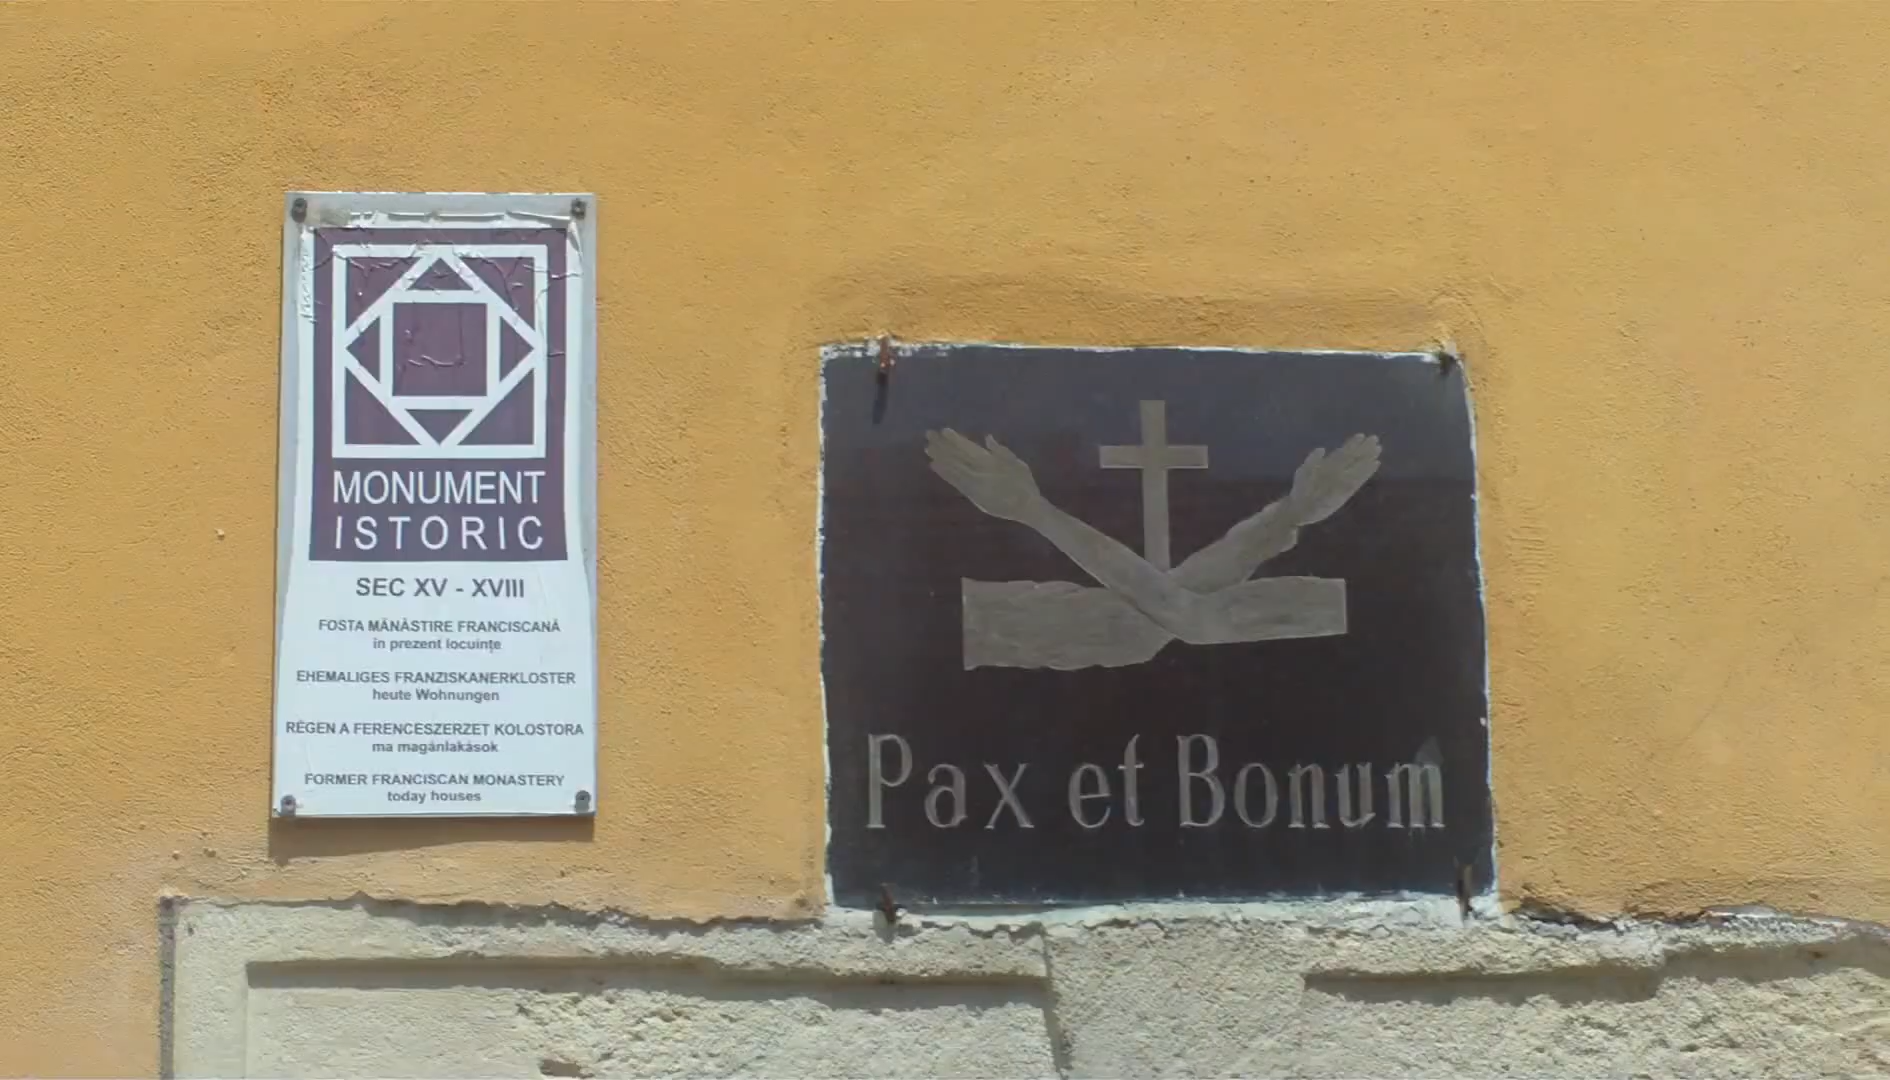 MONUMENT
ISTORIC
SEC XV - XVIII
FOSTA MĂNĂSTIRE FRANCISCANĂ
în prezent locuințe
EHEMALIGES FRANZISKANERKLOSTER
heute Wohnungen
RÉGEN A FERENCESZERZET KOLOSTORA
ma magánlakások
FORMER FRANCISCAN MONASTERY
today houses
Pax et Bonum